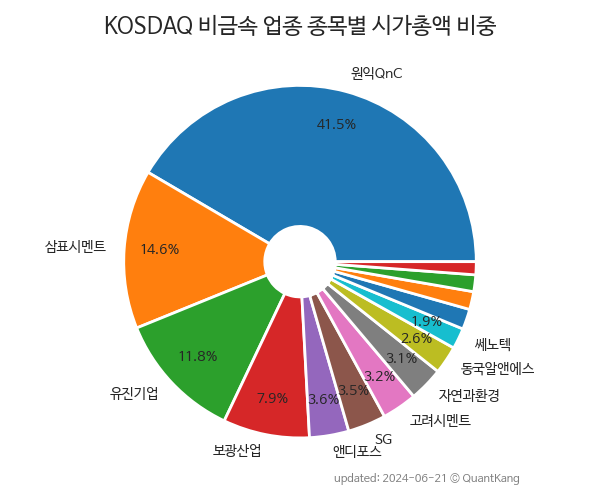 KOSDAQ 비금속 업종 종목별 시가총액 비중
원익QnC
41.5%
삼표시멘트
14.6%
유진기업
11.8%
보광산업
7.9%
앤디포스
3.6%
SG
3.5%
고려시멘트
3.2%
자연과환경
3.1%
동국알앤에스
2.6%
쎄노텍
1.9%
updated: 2024-06-21 © QuantKang